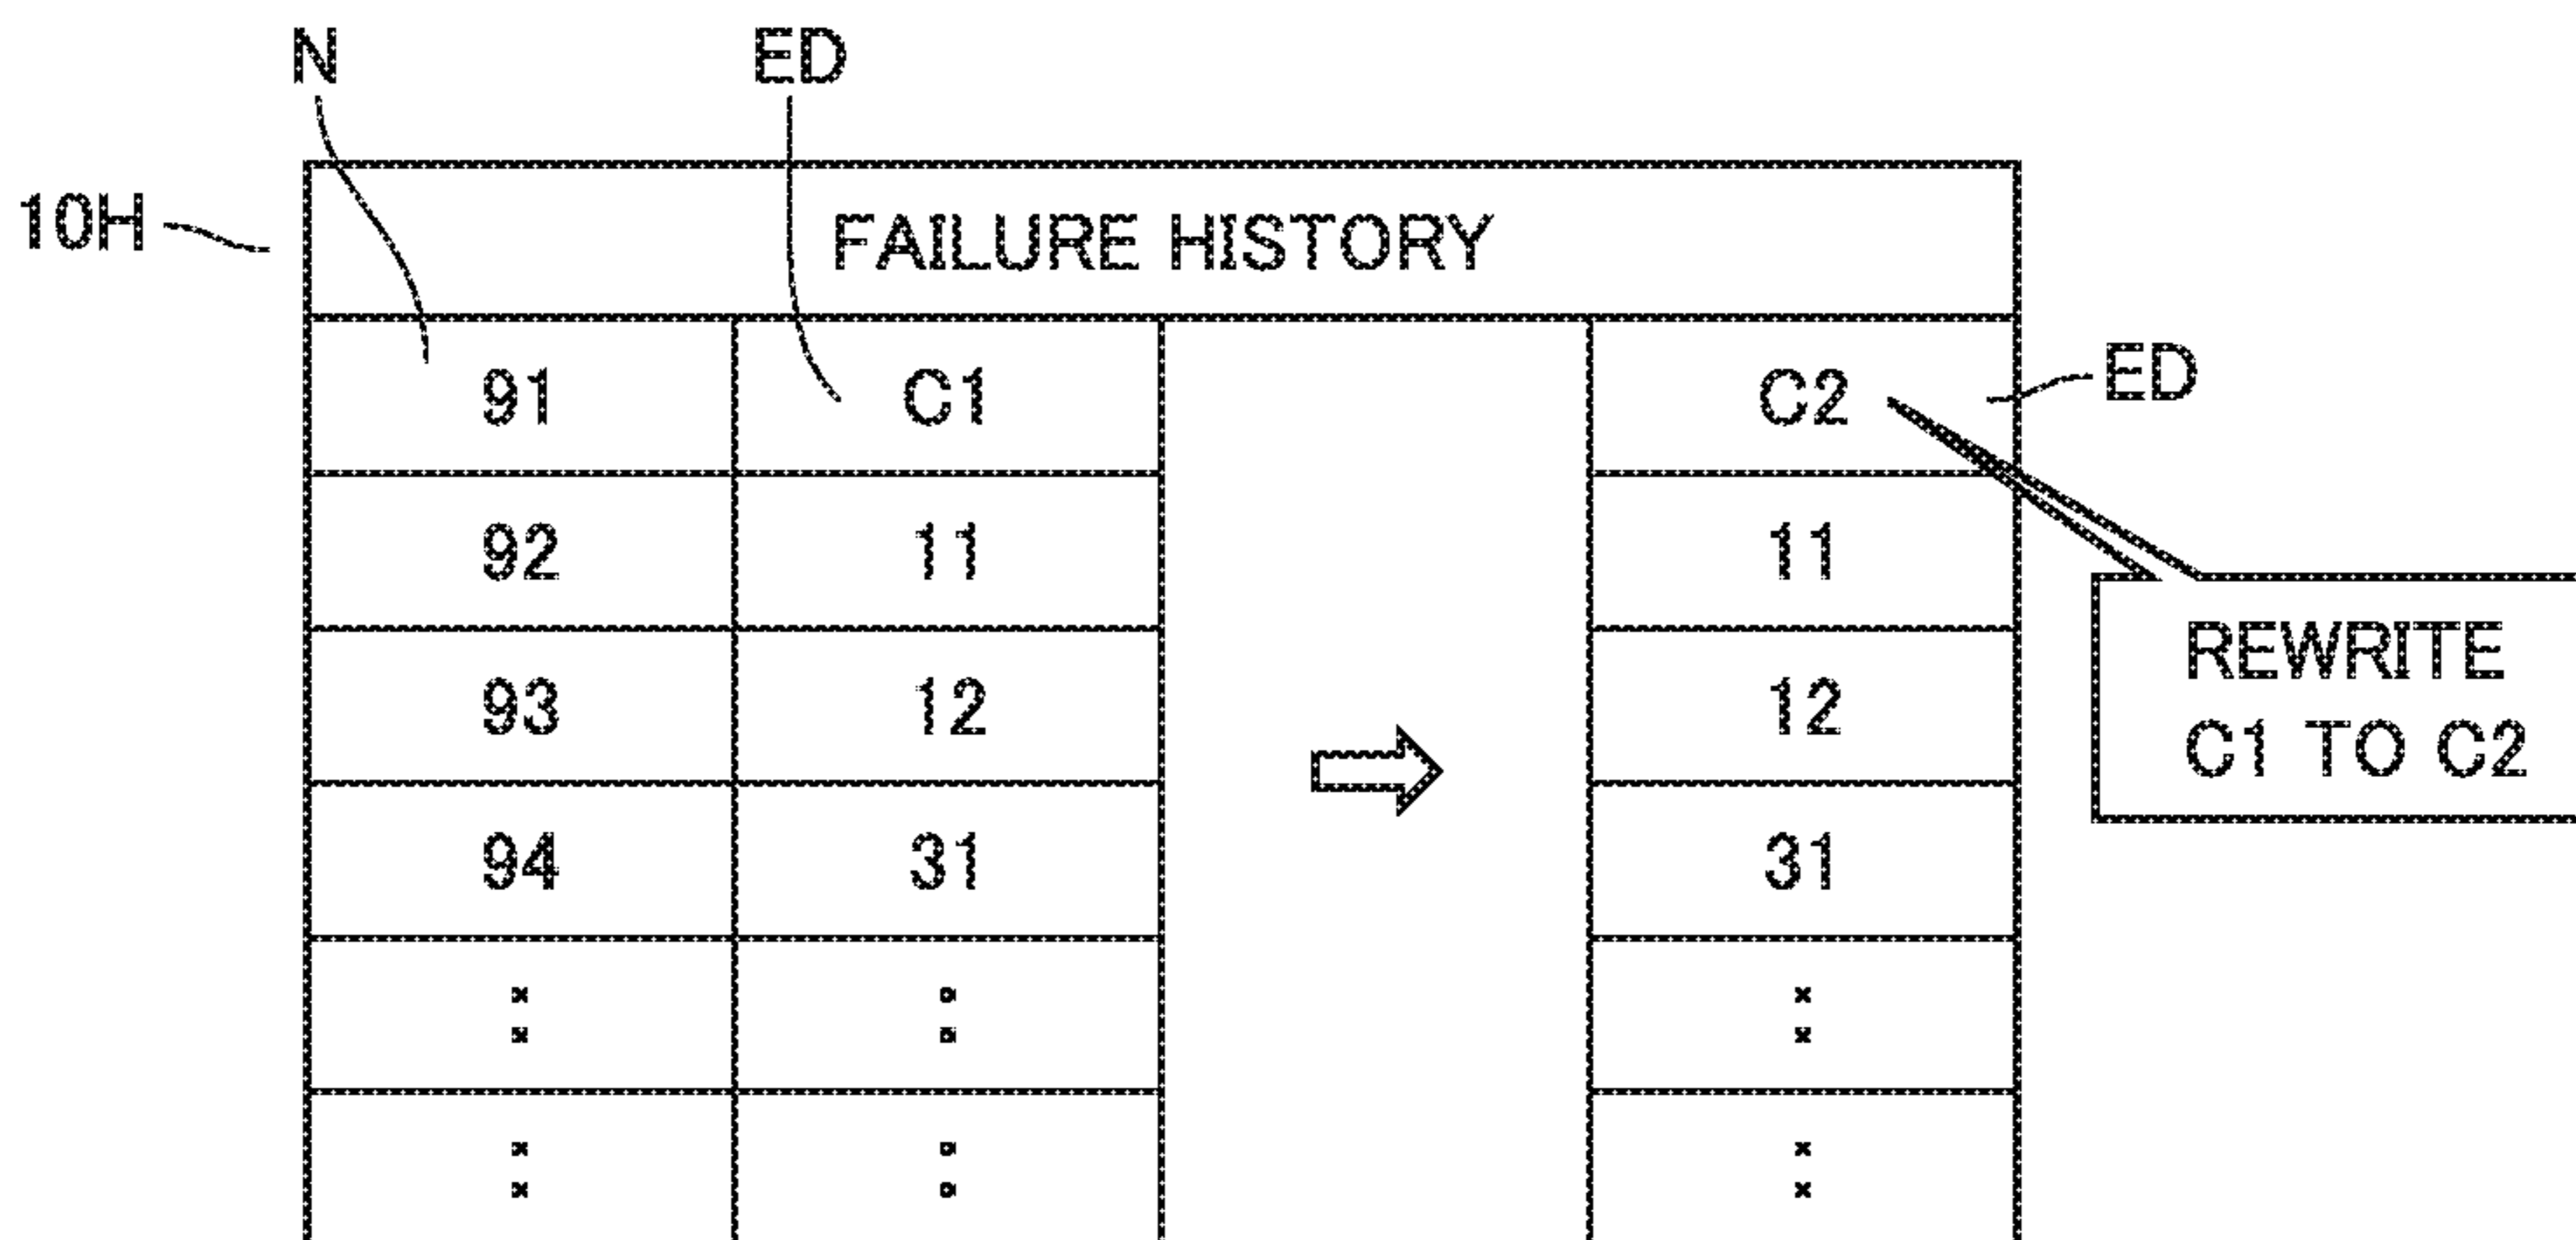 N ED
10H
FAILURE HISTORY
91 C1 C2 ED
92 11 11
93 12 12
94 31 31
REWRITE
C1 TO C2